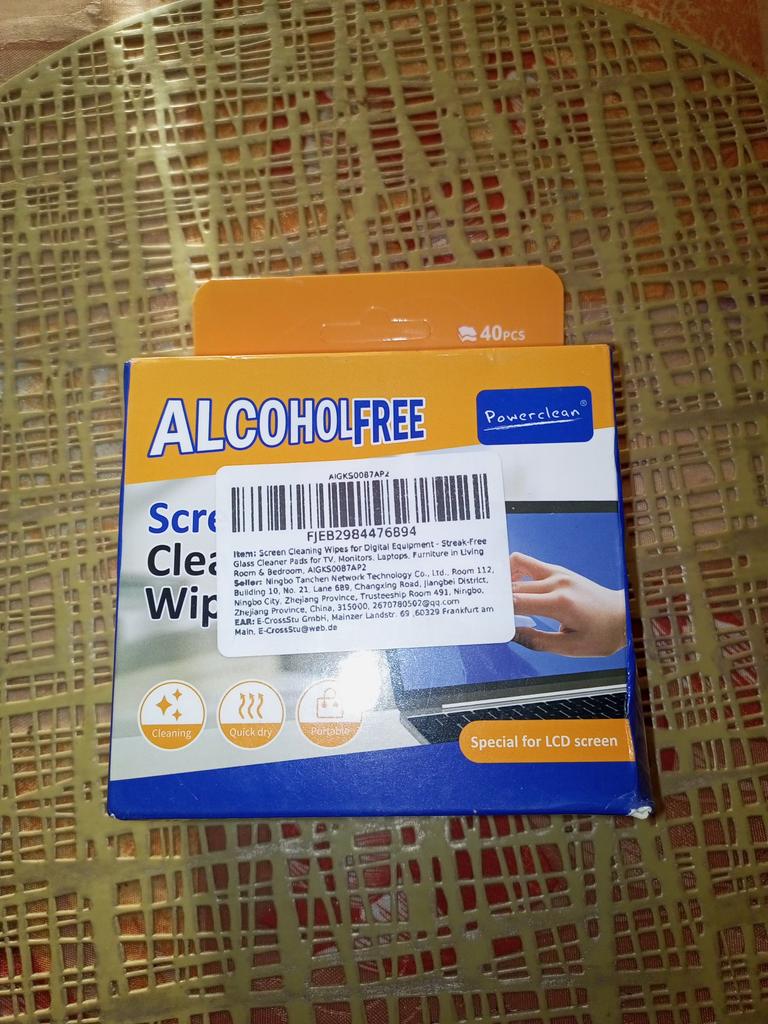 40PCS
ALCOHOLFREE
Powerclean®
AIGKS00B7AP2
FJEB2984476894
Item: Screen Cleaning Wipes for Digital Equipment - Streak-Free
Glass Cleaner Pads for TV, Monitors, Laptops, Furniture in Living
Room & Bedroom, AIGKS00B7AP2
Seller: Ningbo Tanchen Network Technology Co., Ltd., Room 112,
Building 10, No. 21, Lane 689, Changxing Road, Jiangbei District,
Ningbo City, Zhejiang Province, Trusteeship Room 491, Ningbo,
Zhejiang Province, China, 315000, 2670780502@qq.com
EAR: E-CrossStu GmbH, Mainzer Landstr. 69 ,60329 Frankfurt am
Main, E-CrossStu@web.de
Scre
Clea
Wip
Cleaning
Quick dry
Portable
Special for LCD screen